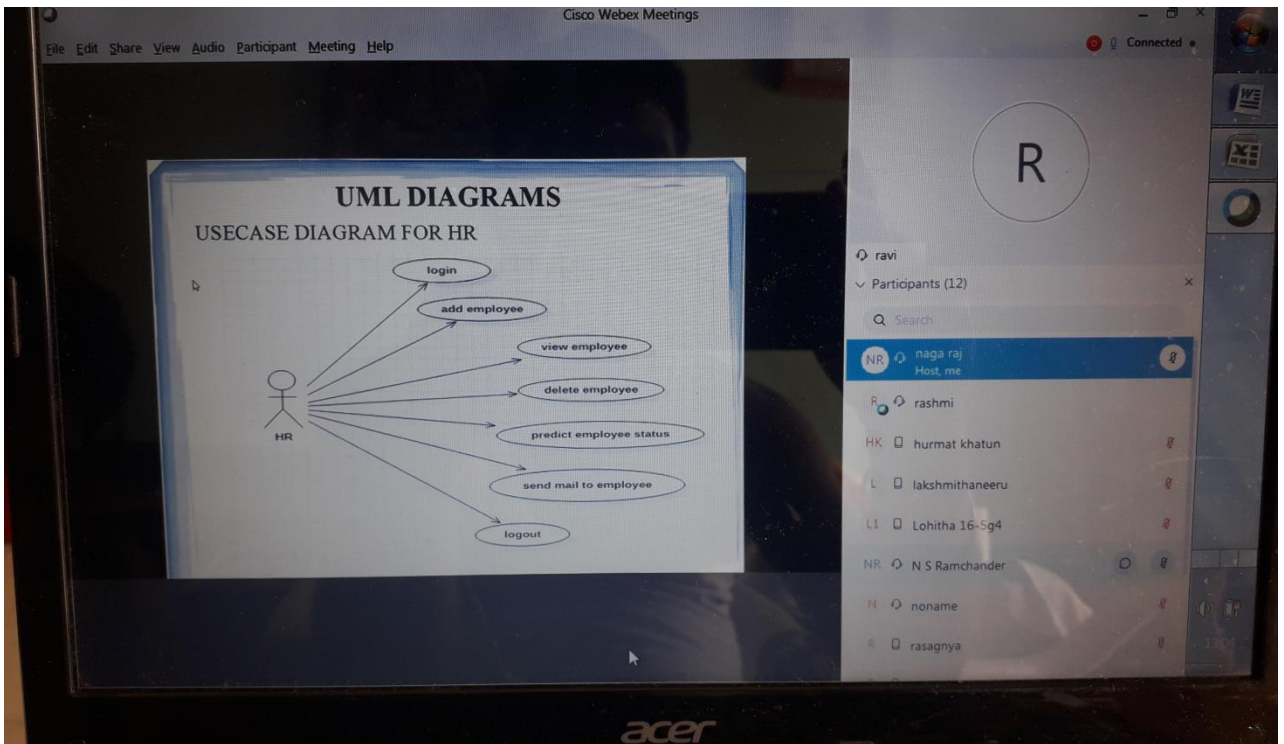 Cisco Webex Meetings
File Edit Share View Audio Participant Meeting Help
Connected
UML DIAGRAMS
USECASE DIAGRAM FOR HR
login
add employee
view employee
delete employee
predict employee status
send mail to employee
logout
HR
R
ravi
Participants (12)
Search
NR naga raj
Host, me
R rashmi
HK hurmat khatun
L lakshmithaneeru
L1 Lohitha 16-5g4
NR N S Ramchander
N noname
R rasagnya
acer